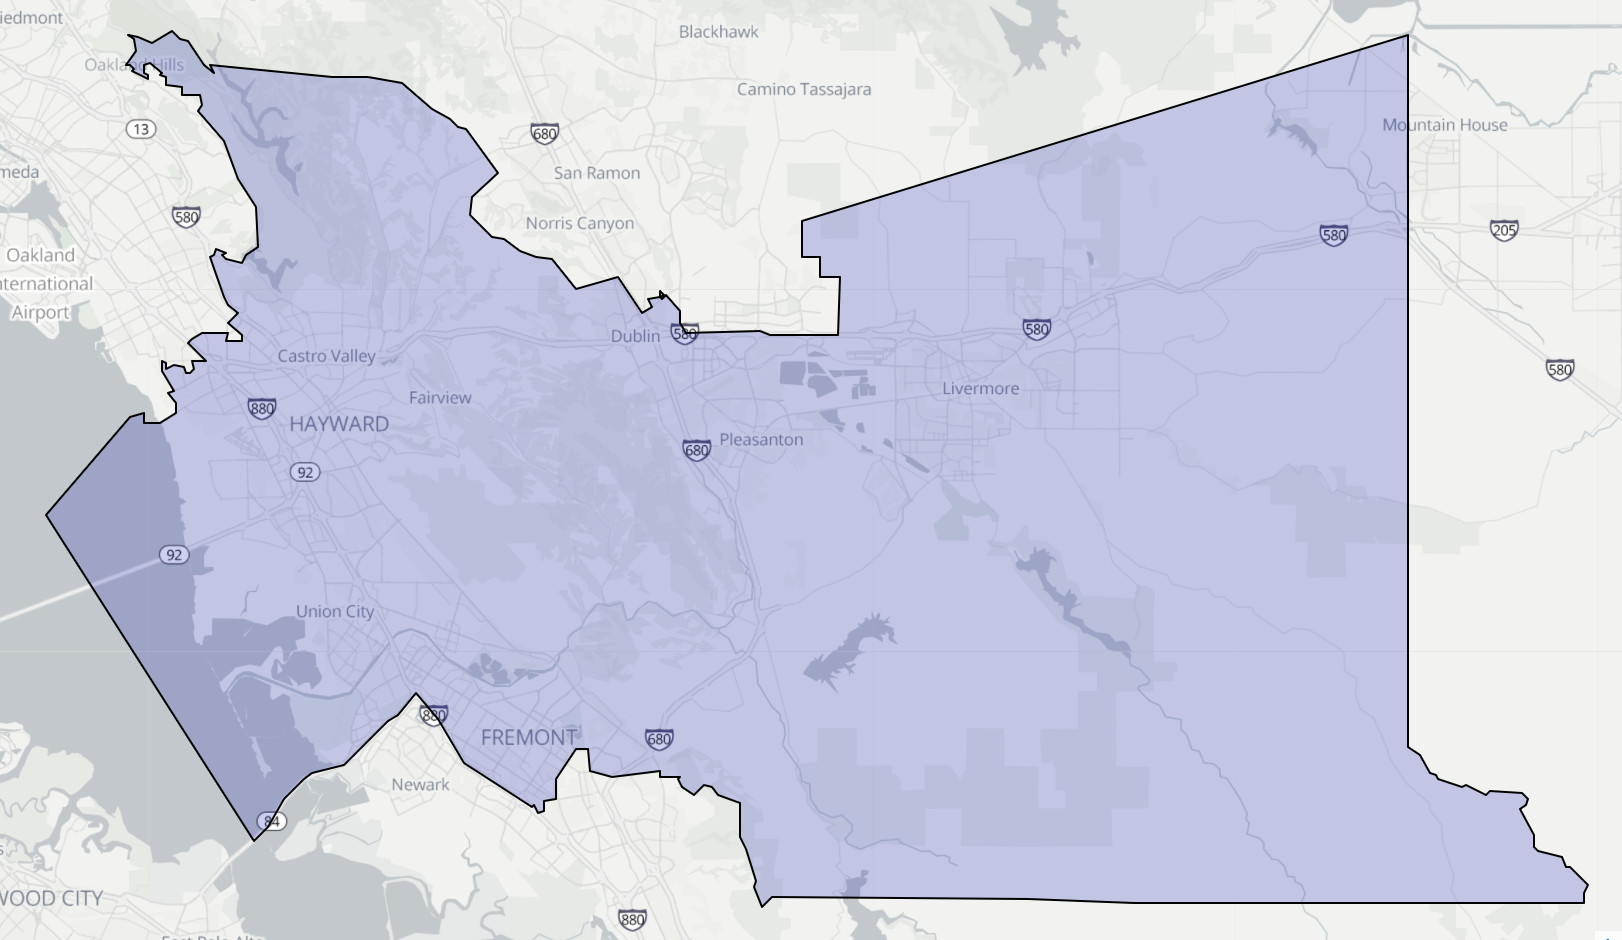 iedmont
Blackhawk
Oakland Hills
Camino Tassajara
13
680
Mountain House
meda
San Ramon
580
Norris Canyon
580
205
Oakland
nternational
Airport
580
Dublin
580
Castro Valley
580
Fairview
Livermore
880
HAYWARD
Pleasanton
680
92
92
Union City
880
FREMONT
680
Newark
84
WOOD CITY
880